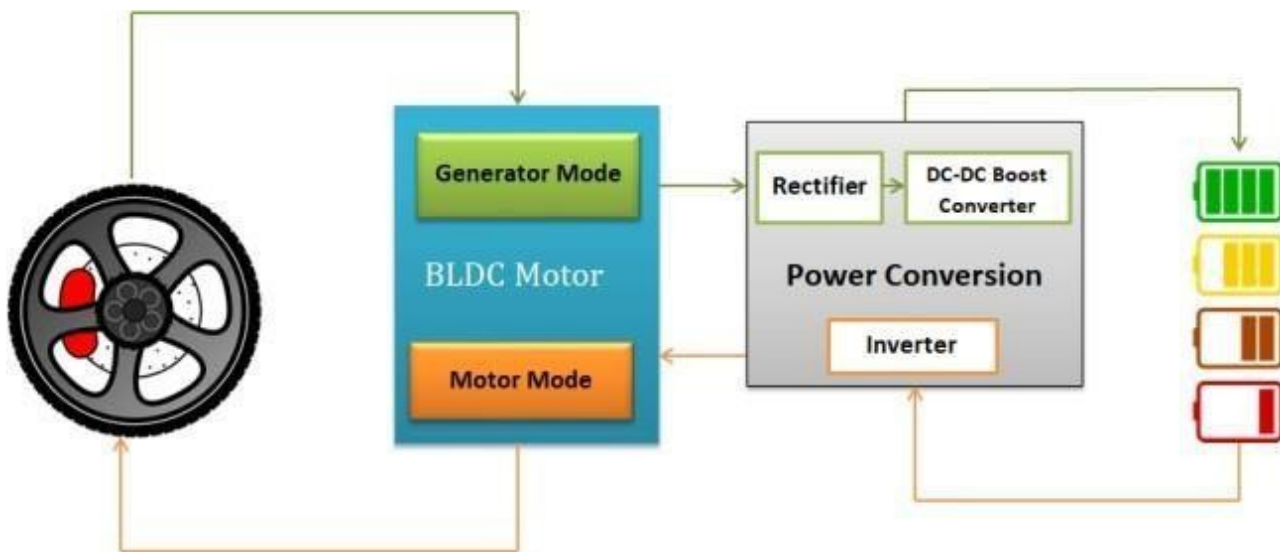 Generator Mode
BLDC Motor
Motor Mode
Rectifier
DC-DC Boost
Converter
Power Conversion
Inverter